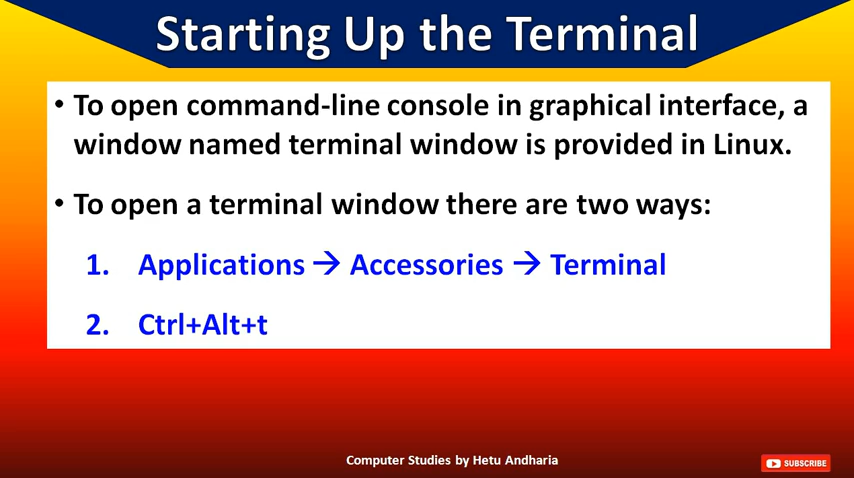 Starting Up the Terminal
• To open command-line console in graphical interface, a
window named terminal window is provided in Linux.
• To open a terminal window there are two ways:
1. Applications → Accessories → Terminal
2. Ctrl+Alt+t
Computer Studies by Hetu Andharia
SUBSCRIBE